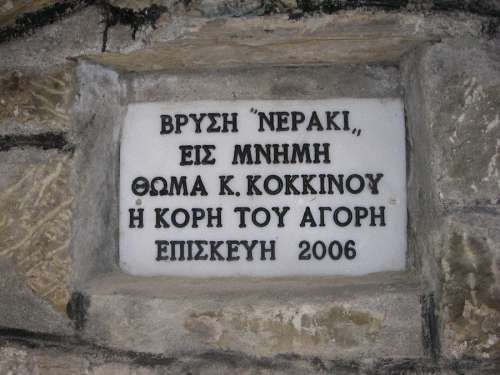 ΒΡΥΣΗ "ΝΕΡΑΚΙ„
ΕΙΣ ΜΝΗΜΗ
ΘΩΜΑ Κ. ΚΟΚΚΙΝΟΥ
Η ΚΟΡΗ ΤΟΥ ΑΓΟΡΗ
ΕΠΙΣΚΕΥΗ 2006